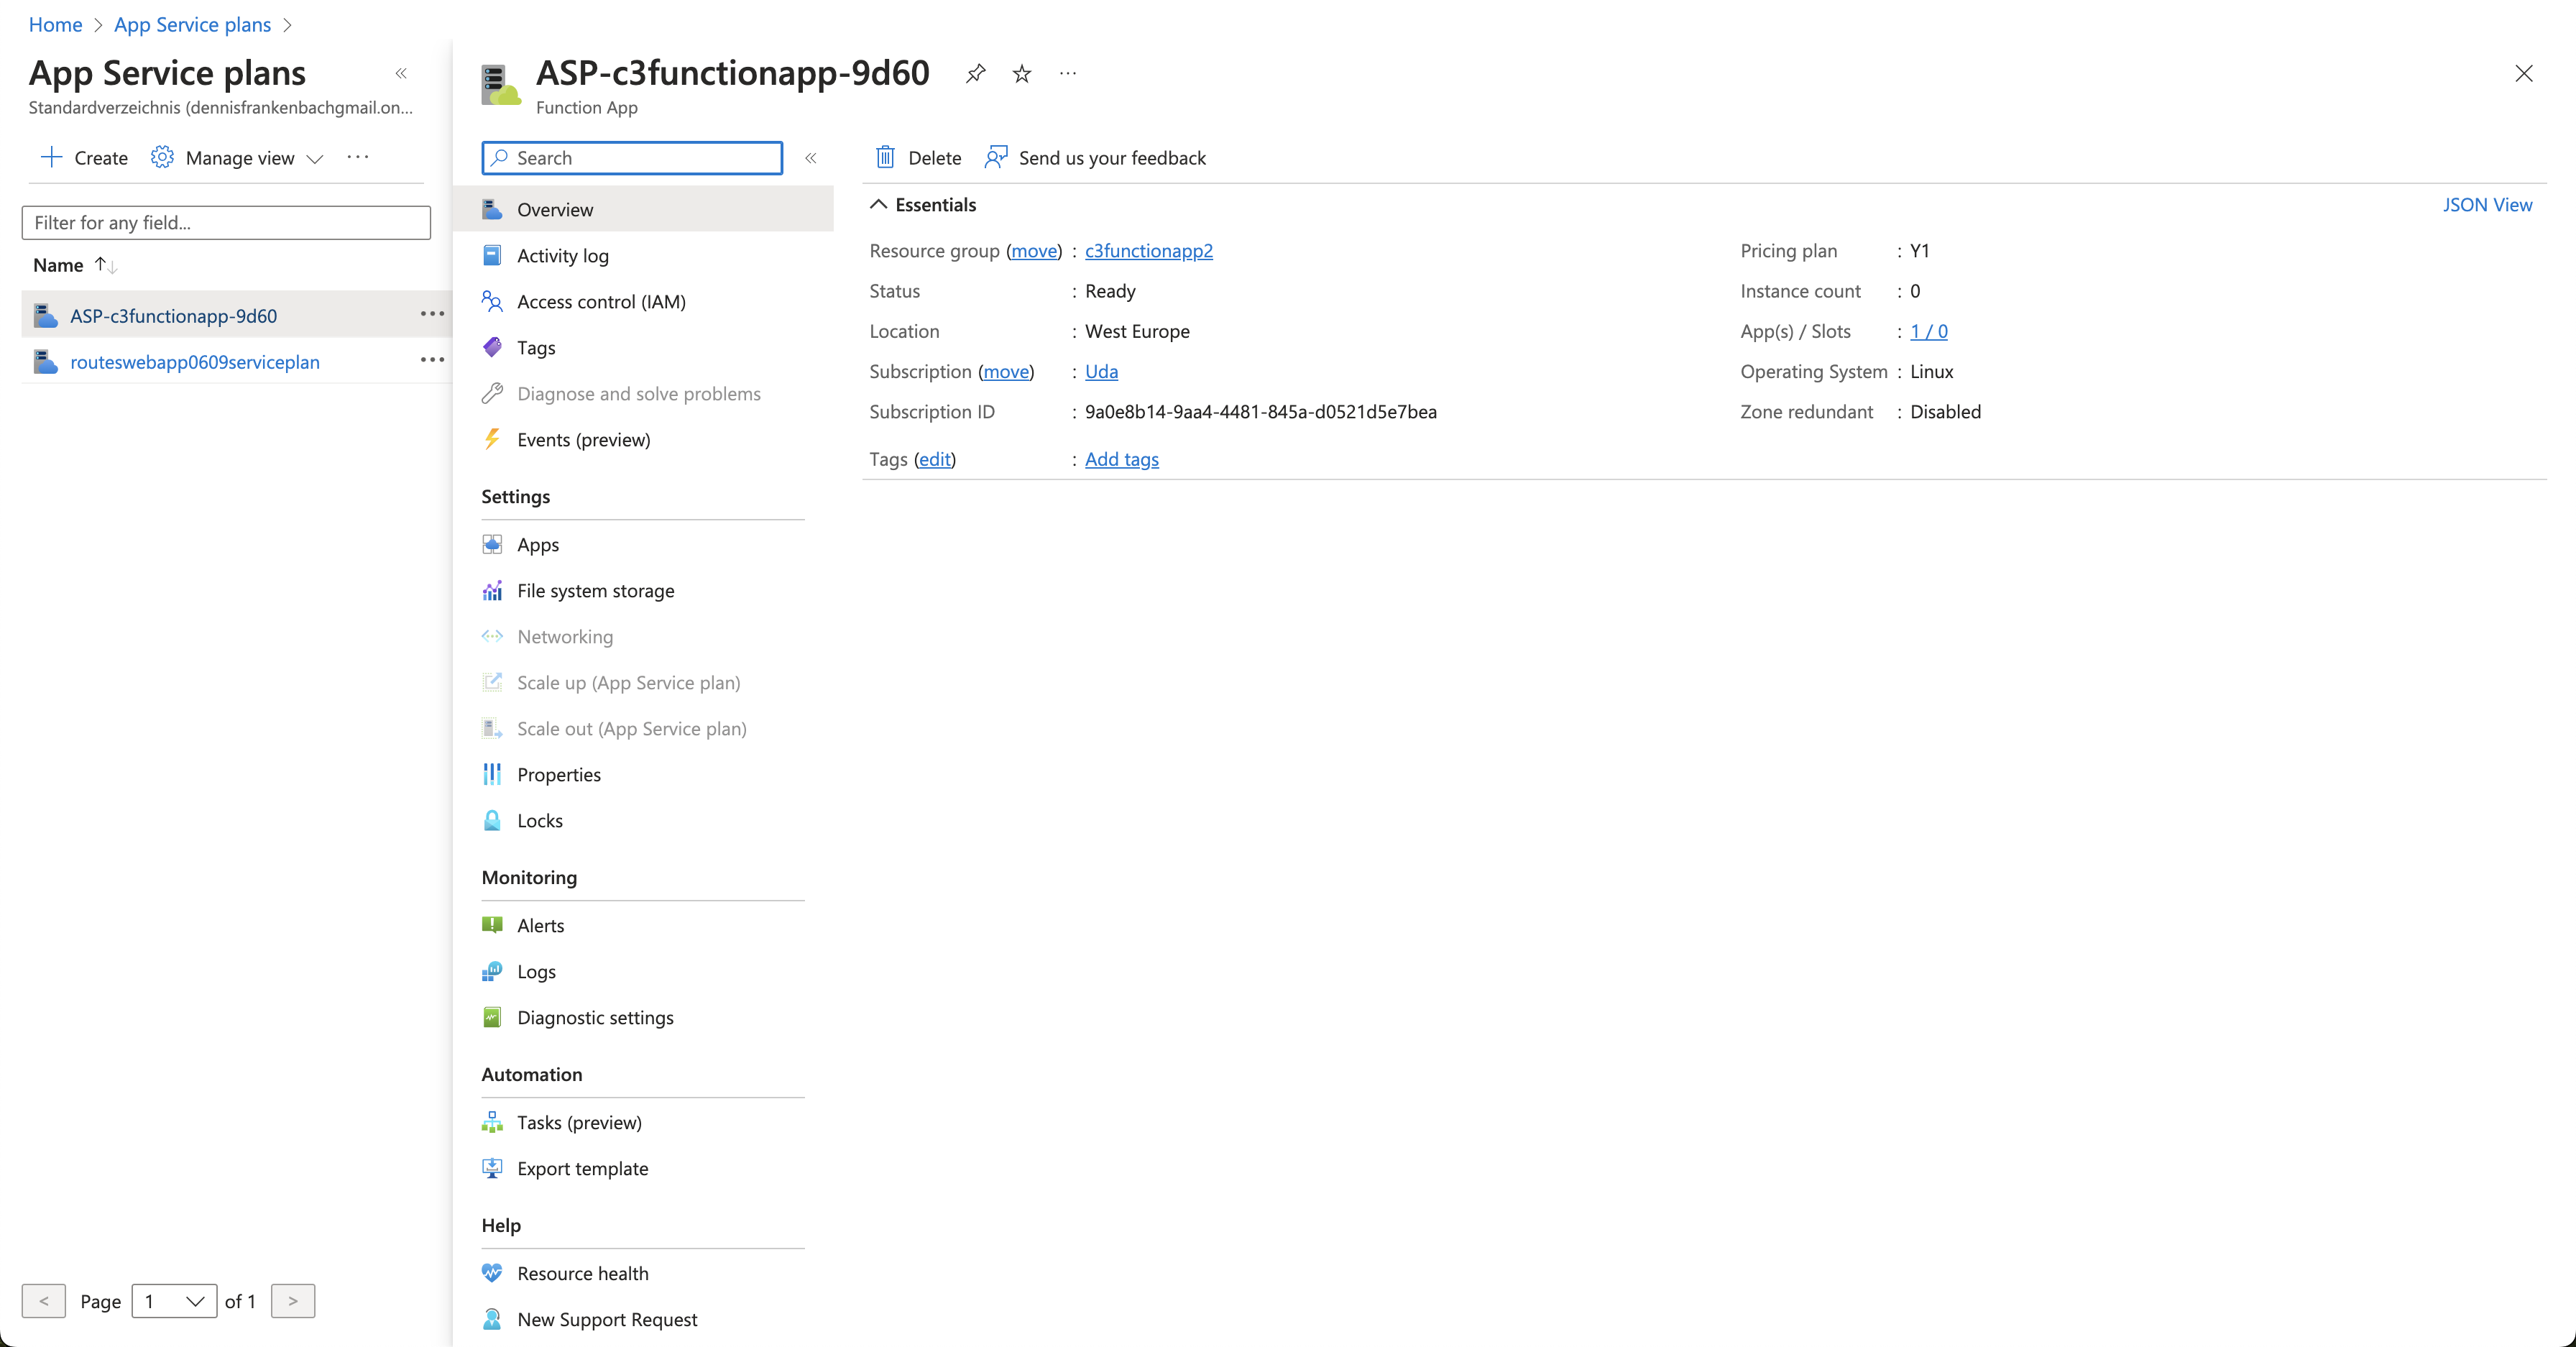 Home > App Service plans >
App Service plans «
Standardverzeichnis (dennisfrankenbachgmail.on...
+ Create Manage view ...
Filter for any field...
Name ↑↓
ASP-c3functionapp-9d60 ...
routeswebapp0609serviceplan ...
< Page 1 of 1 >
ASP-c3functionapp-9d60 ...
Function App
Search «
Overview
Activity log
Access control (IAM)
Tags
Diagnose and solve problems
Events (preview)
Settings
Apps
File system storage
Networking
Scale up (App Service plan)
Scale out (App Service plan)
Properties
Locks
Monitoring
Alerts
Logs
Diagnostic settings
Automation
Tasks (preview)
Export template
Help
Resource health
New Support Request
Delete Send us your feedback
Essentials JSON View
Resource group (move) : c3functionapp2
Status : Ready
Location : West Europe
Subscription (move) : Uda
Subscription ID : 9a0e8b14-9aa4-4481-845a-d0521d5e7bea
Tags (edit) : Add tags
Pricing plan : Y1
Instance count : 0
App(s) / Slots : 1 / 0
Operating System : Linux
Zone redundant : Disabled